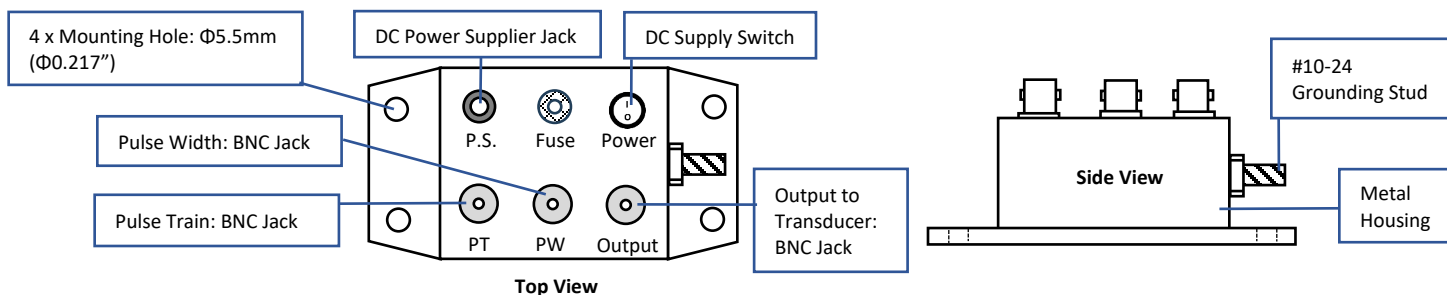 4 x Mounting Hole: Φ5.5mm
(Φ0.217”)
DC Power Supplier Jack
DC Supply Switch
#10-24
Grounding Stud
P.S.
Fuse
Power
I
O
Pulse Width: BNC Jack
Pulse Train: BNC Jack
PT
PW
Output
Output to
Transducer:
BNC Jack
Top View
Side View
Metal
Housing